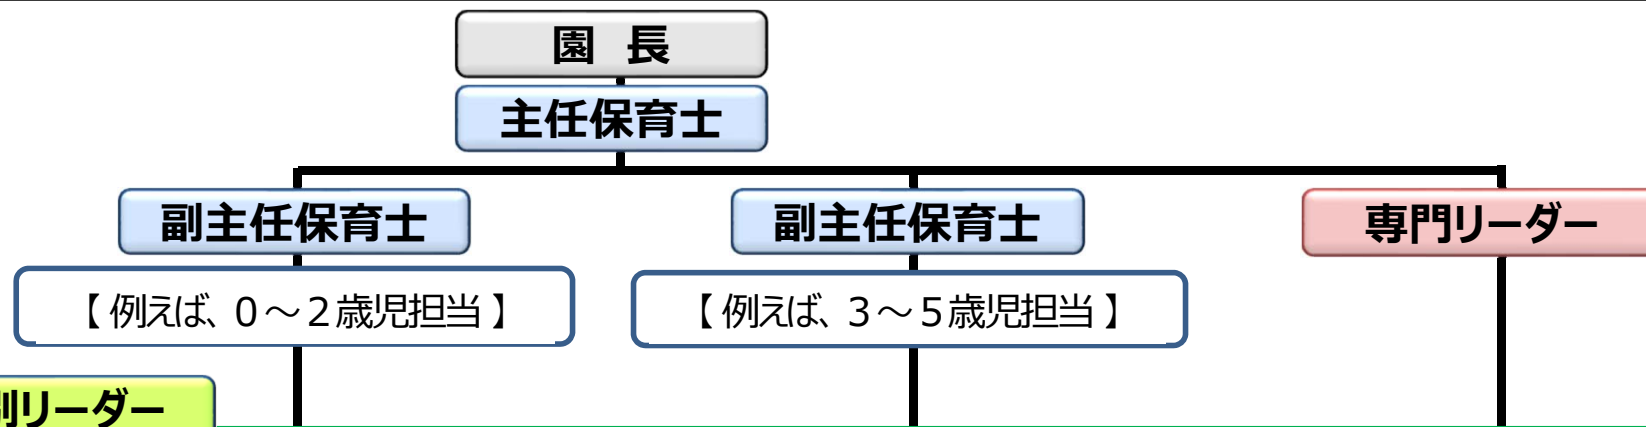 園 長
主任保育士
副主任保育士
副主任保育士
専門リーダー
【 例えば、0～2歳児担当 】
【 例えば、3～5歳児担当 】
別リーダー